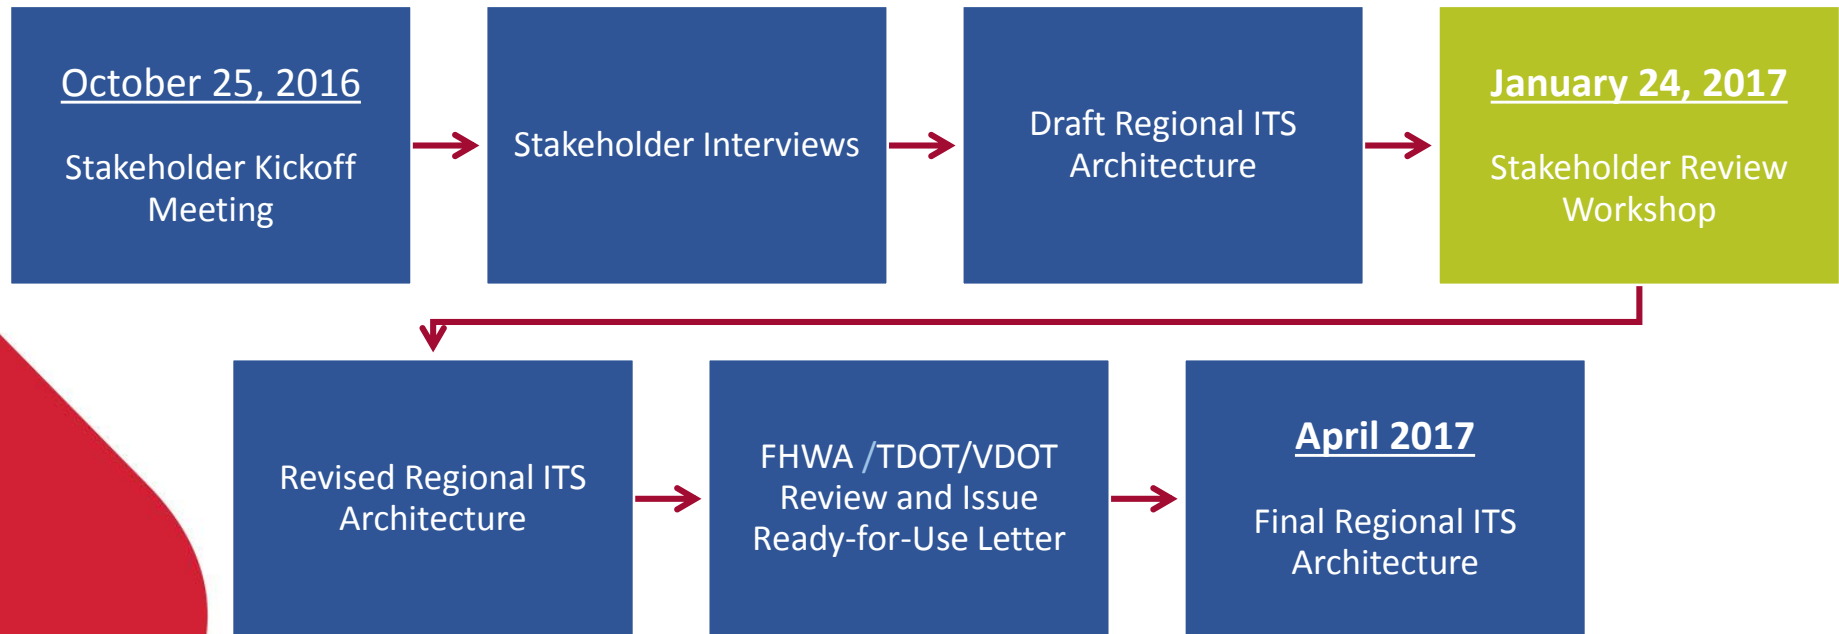 October 25, 2016
Stakeholder Kickoff
Meeting
Stakeholder Interviews
Draft Regional ITS
Architecture
January 24, 2017
Stakeholder Review
Workshop
Revised Regional ITS
Architecture
FHWA /TDOT/VDOT
Review and Issue
Ready-for-Use Letter
April 2017
Final Regional ITS
Architecture